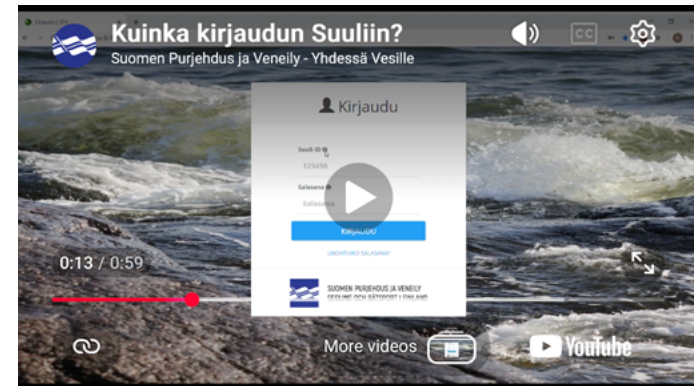 Kuinka kirjaudun Suuliin?
Suomen Purjehdus ja Veneily - Yhdessä Vesille
CC
Kirjaudu
Suuli ID
123456
Salasana
Salasana
KIRJAUDU
UNOHTUIKO SALASANA?
0:13 / 0:59
SUOMEN PURJEHDUS JA VENEILY
SEGLING OCH BÅTSPORT I FINLAND
More videos
YouTube